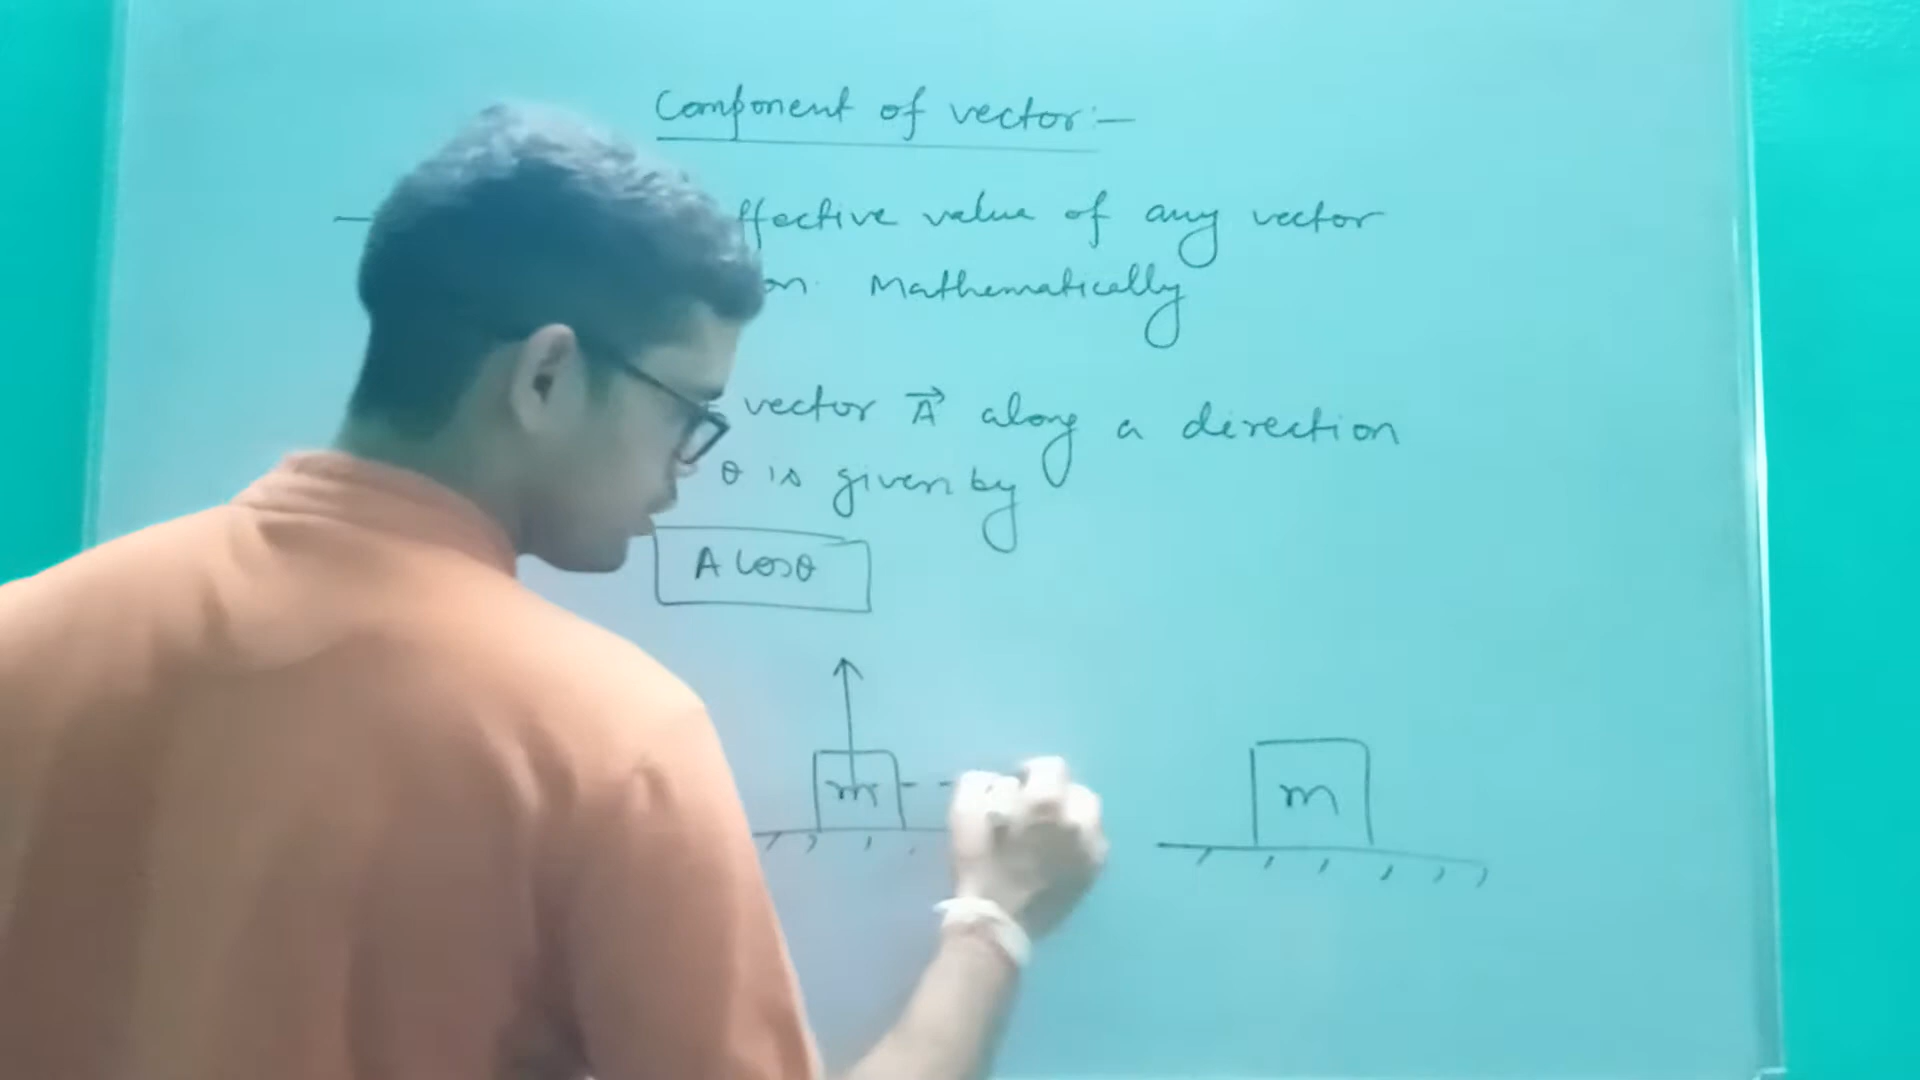 Component of vector:-
- ffective value of any vector
on. Mathematically
vector A⃗ along a direction
θ is given by
A cosθ
m
m